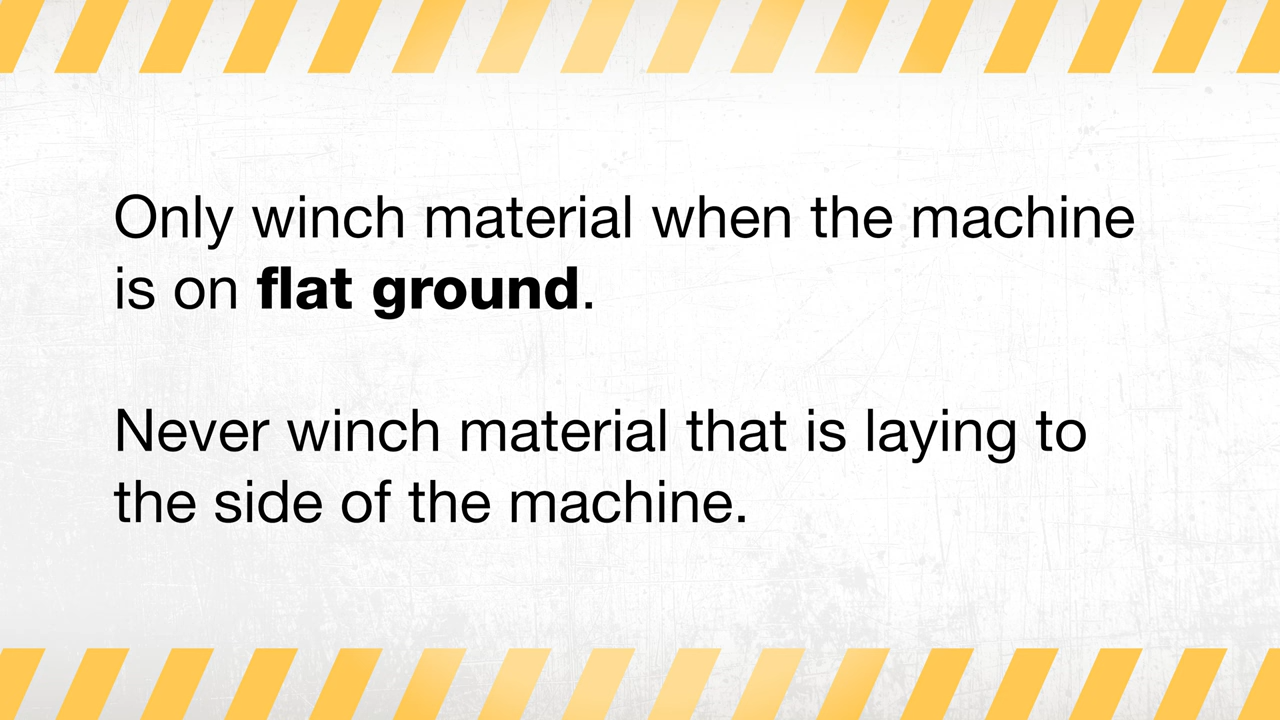 Only winch material when the machine
is on flat ground.
Never winch material that is laying to
the side of the machine.